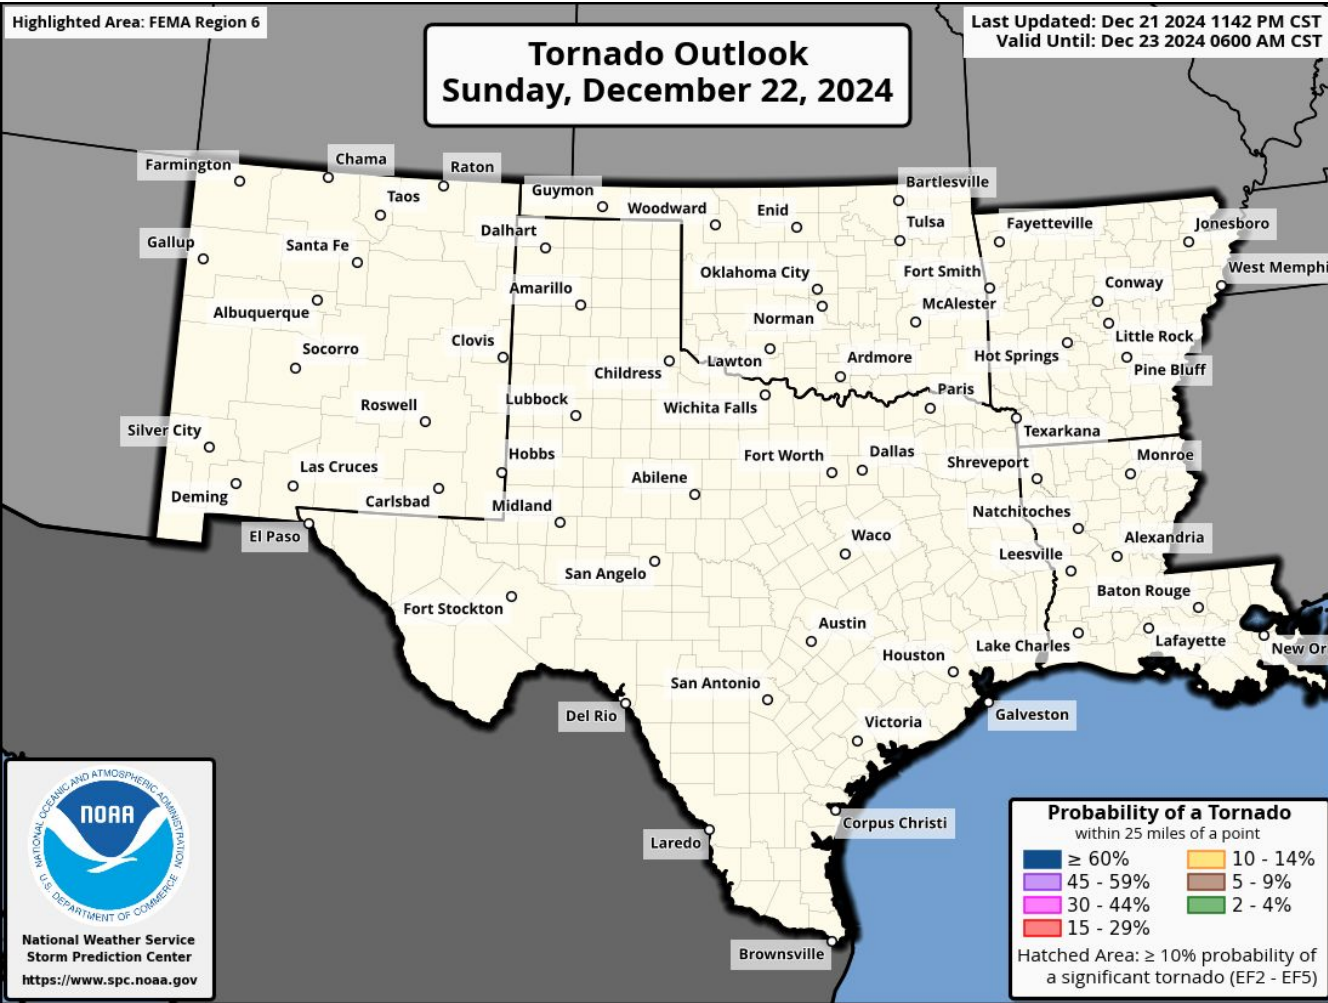 Highlighted Area: FEMA Region 6
Last Updated: Dec 21 2024 1142 PM CST
Valid Until: Dec 23 2024 0600 AM CST
Tornado Outlook
Sunday, December 22, 2024
Farmington
Chama
Raton
Taos
Guymon
Woodward
Enid
Bartlesville
Tulsa
Fayetteville
Jonesboro
Gallup
Santa Fe
Dalhart
Oklahoma City
Fort Smith
West Memphi
Albuquerque
Amarillo
Norman
McAlester
Conway
Socorro
Clovis
Childress
Lawton
Ardmore
Hot Springs
Little Rock
Pine Bluff
Roswell
Lubbock
Wichita Falls
Paris
Texarkana
Silver City
Las Cruces
Hobbs
Abilene
Fort Worth
Dallas
Shreveport
Monroe
Deming
Carlsbad
Midland
Natchitoches
El Paso
San Angelo
Waco
Leesville
Alexandria
Fort Stockton
Baton Rouge
Austin
Houston
Lake Charles
Lafayette
New Or
San Antonio
Del Rio
Victoria
Galveston
Laredo
Corpus Christi
Brownsville
NATIONAL OCEANIC AND ATMOSPHERIC ADMINISTRATION
NOAA
U.S. DEPARTMENT OF COMMERCE
National Weather Service
Storm Prediction Center
https://www.spc.noaa.gov
Probability of a Tornado
within 25 miles of a point
≥ 60%
45 - 59%
30 - 44%
15 - 29%
10 - 14%
5 - 9%
2 - 4%
Hatched Area: ≥ 10% probability of
a significant tornado (EF2 - EF5)